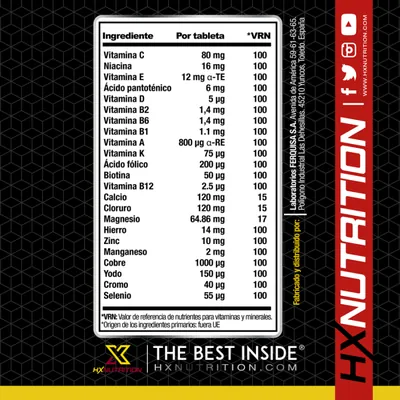 Ingrediente Por tableta *VRN
Vitamina C 80 mg 100
Niacina 16 mg 100
Vitamina E 12 mg α-TE 100
Ácido pantoténico 6 mg 100
Vitamina D 5 µg 100
Vitamina B2 1,4 mg 100
Vitamina B6 1,4 mg 100
Vitamina B1 1.1 mg 100
Vitamina A 800 µg α-RE 100
Vitamina K 75 µg 100
Ácido fólico 200 µg 100
Biotina 50 µg 100
Vitamina B12 2.5 µg 100
Calcio 120 mg 15
Cloruro 120 mg 15
Magnesio 64.86 mg 17
Hierro 14 mg 100
Zinc 10 mg 100
Manganeso 2 mg 100
Cobre 1000 µg 100
Yodo 150 µg 100
Cromo 40 µg 100
Selenio 55 µg 100
*VRN: Valor de referencia de nutrientes para vitaminas y minerales.
*Origen de los ingredientes primarios: fuera UE
HXNUTRITION
THE BEST INSIDE®
HXNUTRITION.COM
Fabricado y distribuido por:
Laboratorios FERQUISA S.A. Avenida de América 59-61-63-65.
Polígono Industrial Las Dehesillas. 45210 Yuncos, Toledo. España
HXNUTRITION
WWW.HXNUTRITION.COM